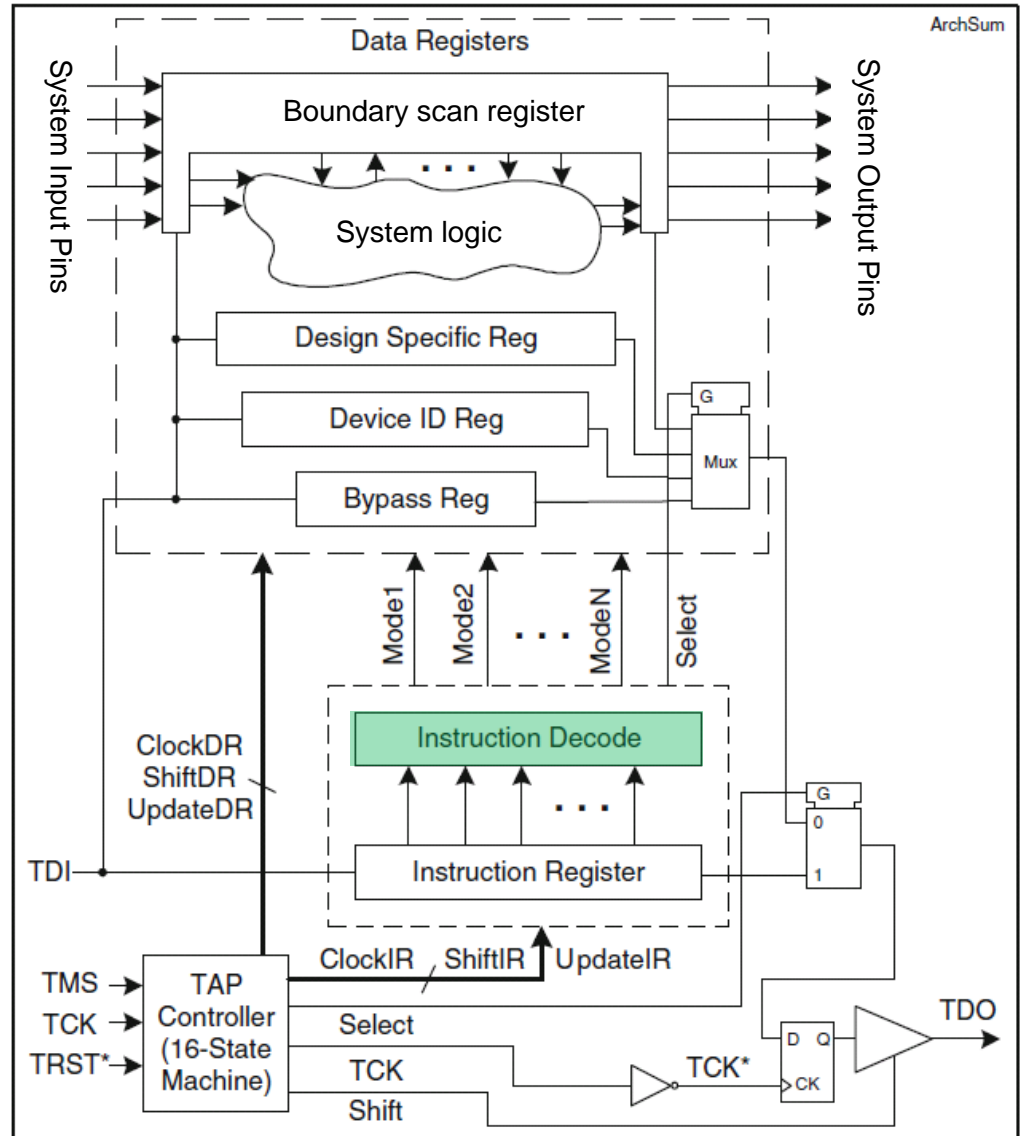 ArchSum
Data Registers
System Input Pins
System Output Pins
Boundary scan register
. . .
System logic
Design Specific Reg
G
Device ID Reg
Mux
Bypass Reg
Mode1
Mode2
. . .
ModeN
Select
Instruction Decode
ClockDR
ShiftDR
UpdateDR
. . .
G
0
TDI
Instruction Register
1
ClockIR ShiftIR UpdateIR
TMS
TCK
TRST*
TAP
Controller
(16-State
Machine)
Select
TCK
Shift
TCK*
D Q
CK
TDO